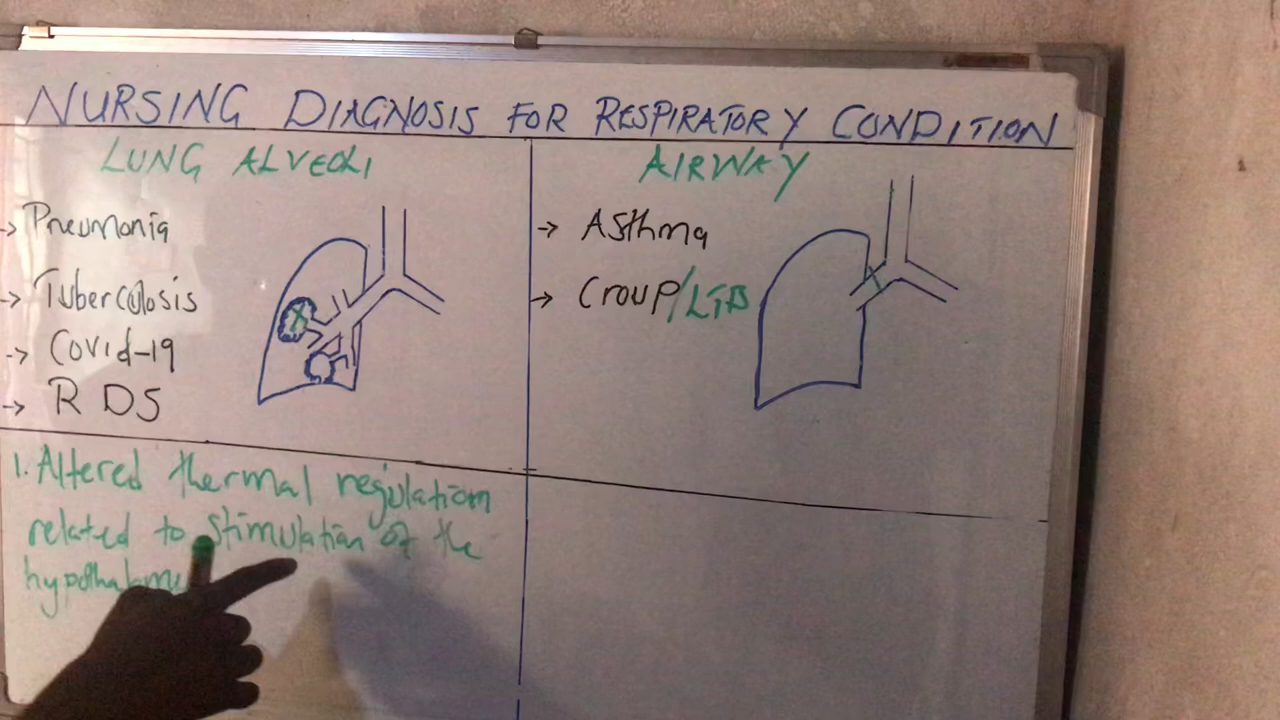 NURSING DIAGNOSIS FOR RESPIRATORY CONDITION
LUNG ALVEOLI
→ Pneumonia
→ Tuberculosis
→ Covid-19
→ RDS
AIRWAY
→ Asthma
→ Croup/LTB
1. Altered thermal regulation
related to stimulation of the